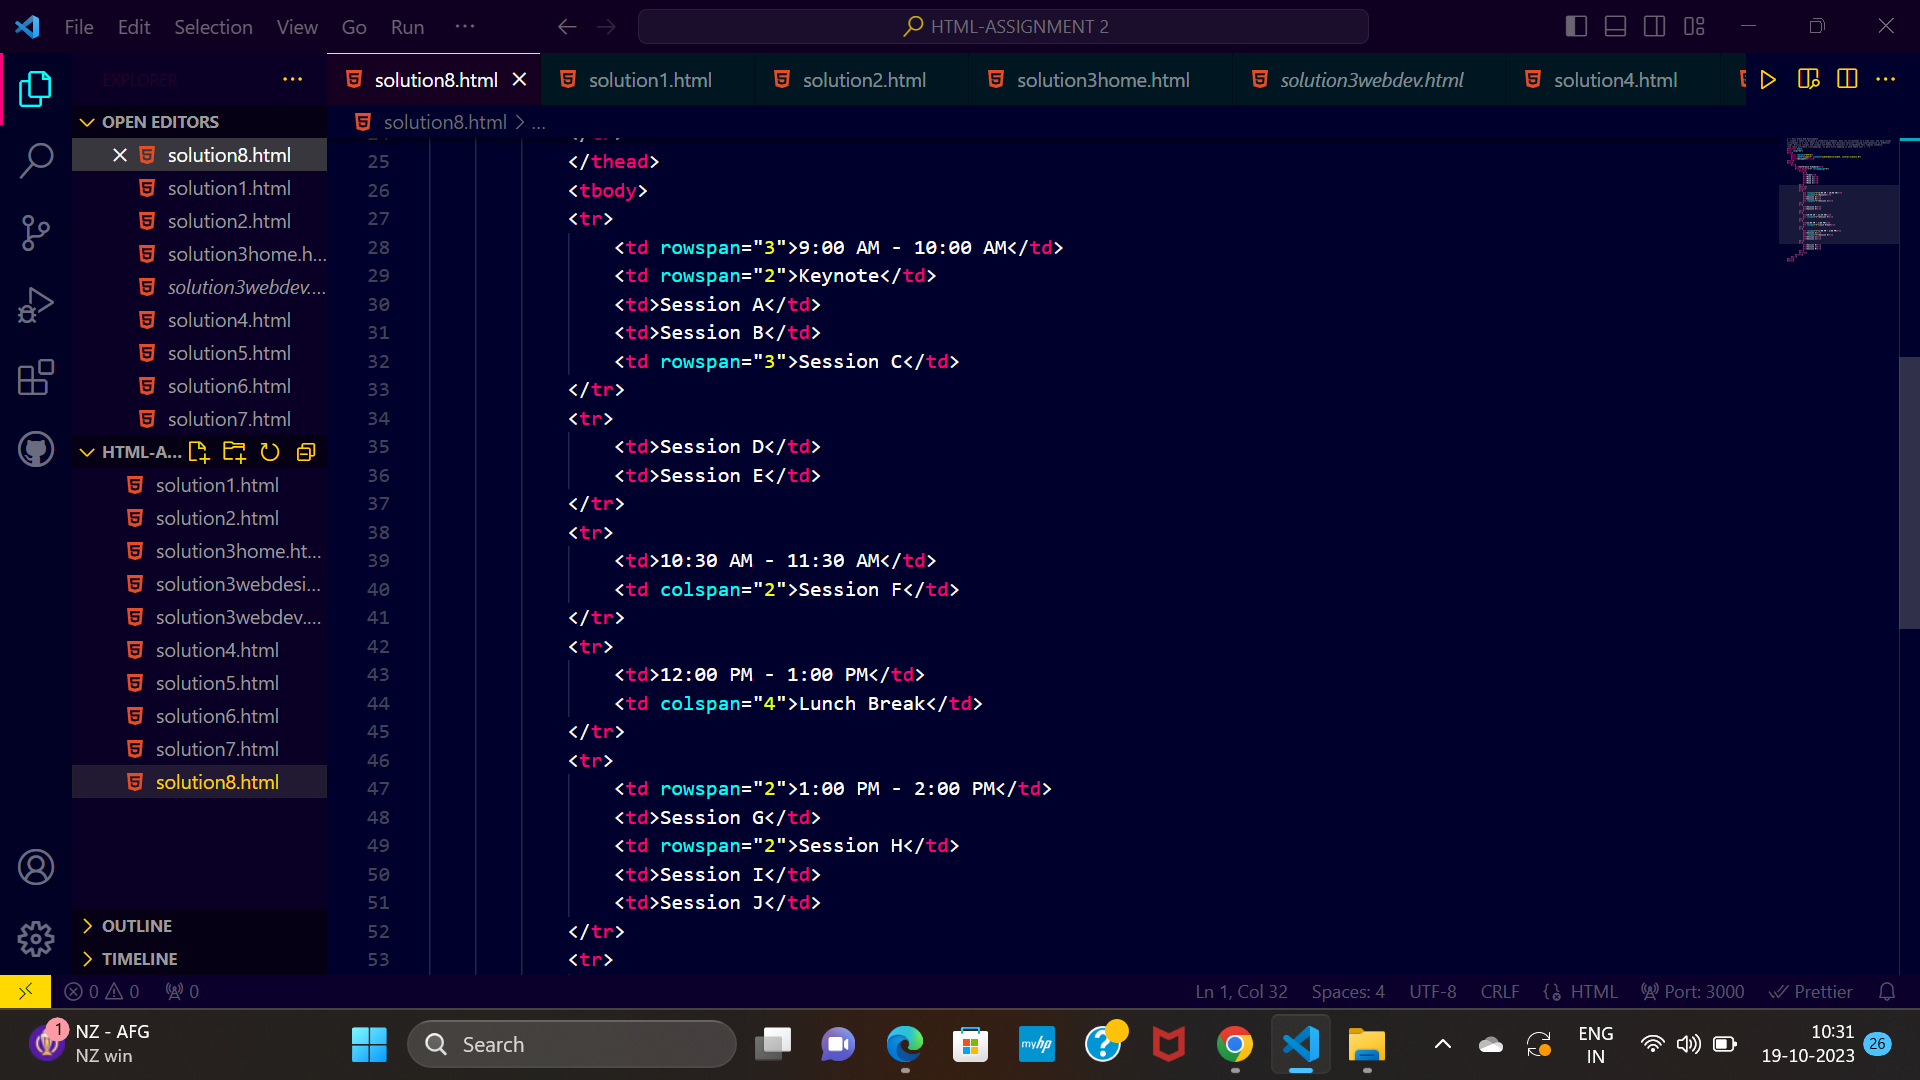 File Edit Selection View Go Run ··· HTML-ASSIGNMENT 2
EXPLORER ···
solution8.html solution1.html solution2.html solution3home.html solution3webdev.html solution4.html
OPEN EDITORS
solution8.html
solution1.html
solution2.html
solution3home.h...
solution3webdev....
solution4.html
solution5.html
solution6.html
solution7.html
HTML-A...
solution1.html
solution2.html
solution3home.ht...
solution3webdesi...
solution3webdev....
solution4.html
solution5.html
solution6.html
solution7.html
solution8.html
OUTLINE
TIMELINE
solution8.html > ...
25 </thead>
26 <tbody>
27 <tr>
28 <td rowspan="3">9:00 AM - 10:00 AM</td>
29 <td rowspan="2">Keynote</td>
30 <td>Session A</td>
31 <td>Session B</td>
32 <td rowspan="3">Session C</td>
33 </tr>
34 <tr>
35 <td>Session D</td>
36 <td>Session E</td>
37 </tr>
38 <tr>
39 <td>10:30 AM - 11:30 AM</td>
40 <td colspan="2">Session F</td>
41 </tr>
42 <tr>
43 <td>12:00 PM - 1:00 PM</td>
44 <td colspan="4">Lunch Break</td>
45 </tr>
46 <tr>
47 <td rowspan="2">1:00 PM - 2:00 PM</td>
48 <td>Session G</td>
49 <td rowspan="2">Session H</td>
50 <td>Session I</td>
51 <td>Session J</td>
52 </tr>
53 <tr>
0 0 0 Ln 1, Col 32 Spaces: 4 UTF-8 CRLF HTML Port: 3000 Prettier
1 NZ - AFG
NZ win
Search
myhp
ENG
IN
10:31
19-10-2023
26